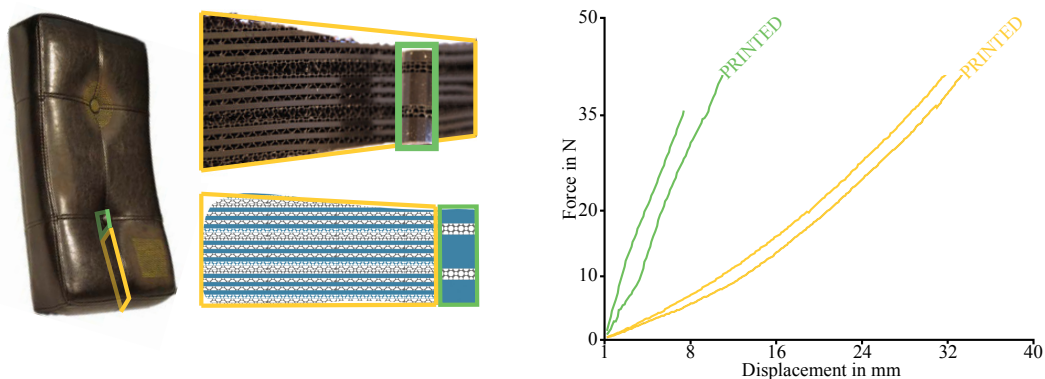 50
35
20
10
0
Force in N
PRINTED
PRINTED
1
8
16
24
32
40
Displacement in mm